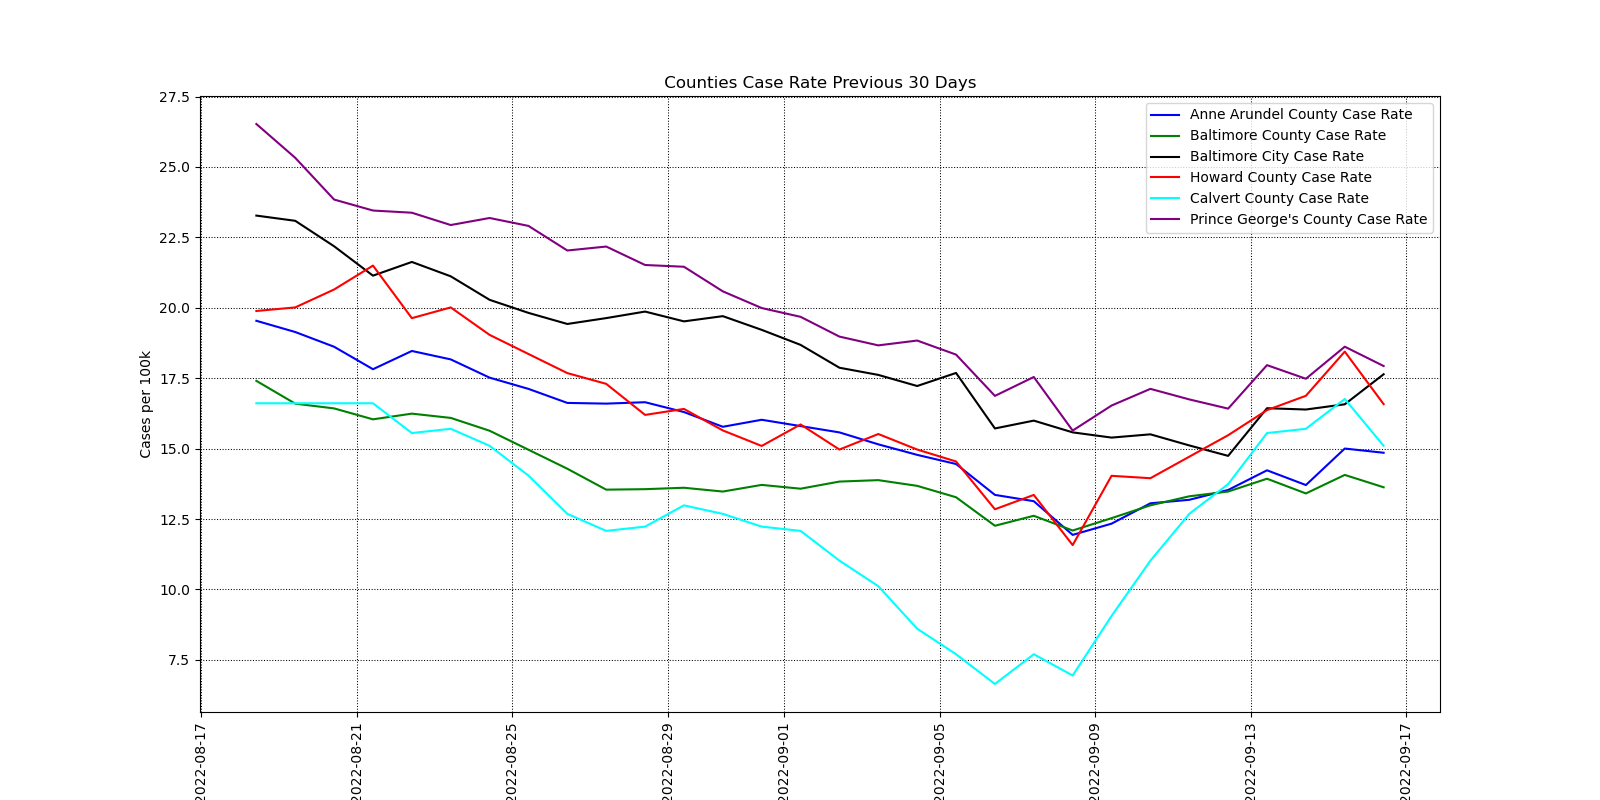 Counties Case Rate Previous 30 Days
27.5
25.0
22.5
20.0
17.5
15.0
12.5
10.0
7.5
Cases per 100k
Anne Arundel County Case Rate
Baltimore County Case Rate
Baltimore City Case Rate
Howard County Case Rate
Calvert County Case Rate
Prince George's County Case Rate
2022-08-17
2022-08-21
2022-08-25
2022-08-29
2022-09-01
2022-09-05
2022-09-09
2022-09-13
2022-09-17